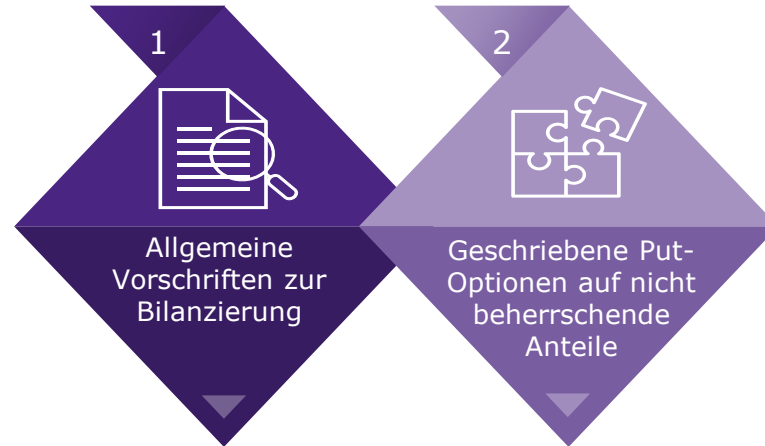 1
Allgemeine
Vorschriften zur
Bilanzierung
2
Geschriebene Put-
Optionen auf nicht
beherrschende
Anteile